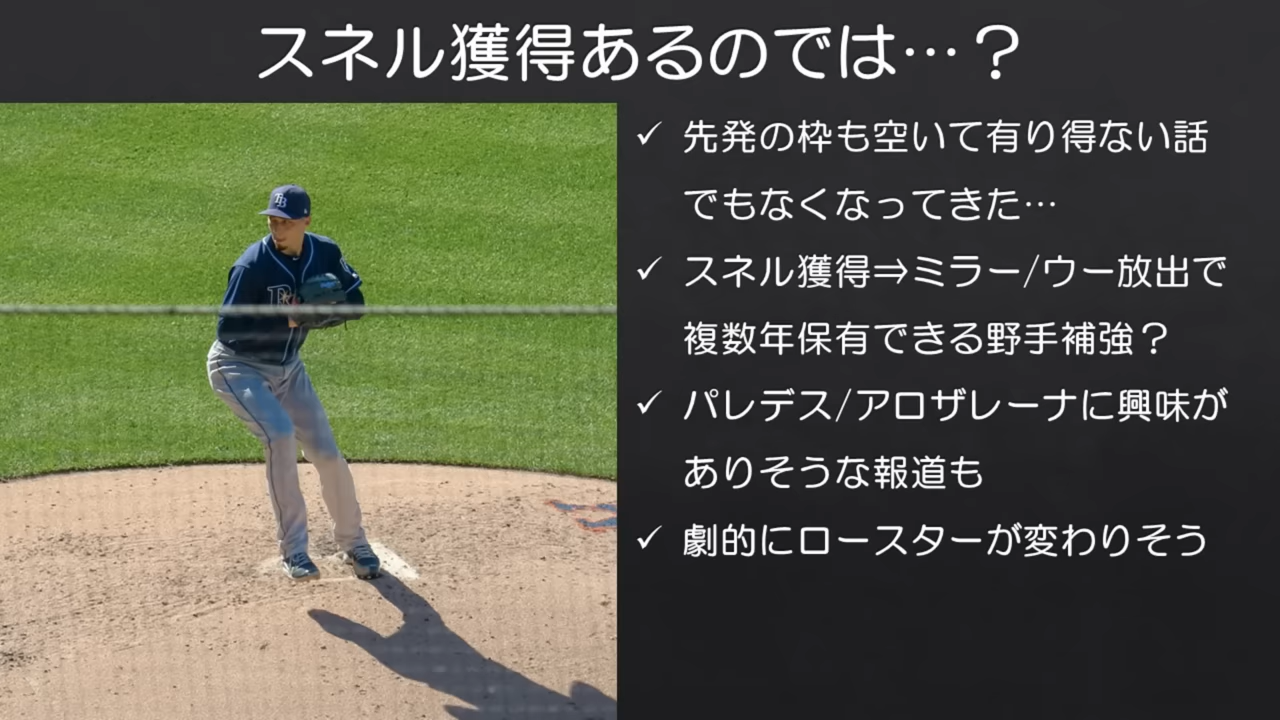 スネル獲得あるのでは…？
✓ 先発の枠も空いて有り得ない話
でもなくなってきた…
✓ スネル獲得⇒ミラー/ウー放出で
複数年保有できる野手補強？
✓ パレデス/アロザレーナに興味が
ありそうな報道も
✓ 劇的にロースターが変わりそう
TB